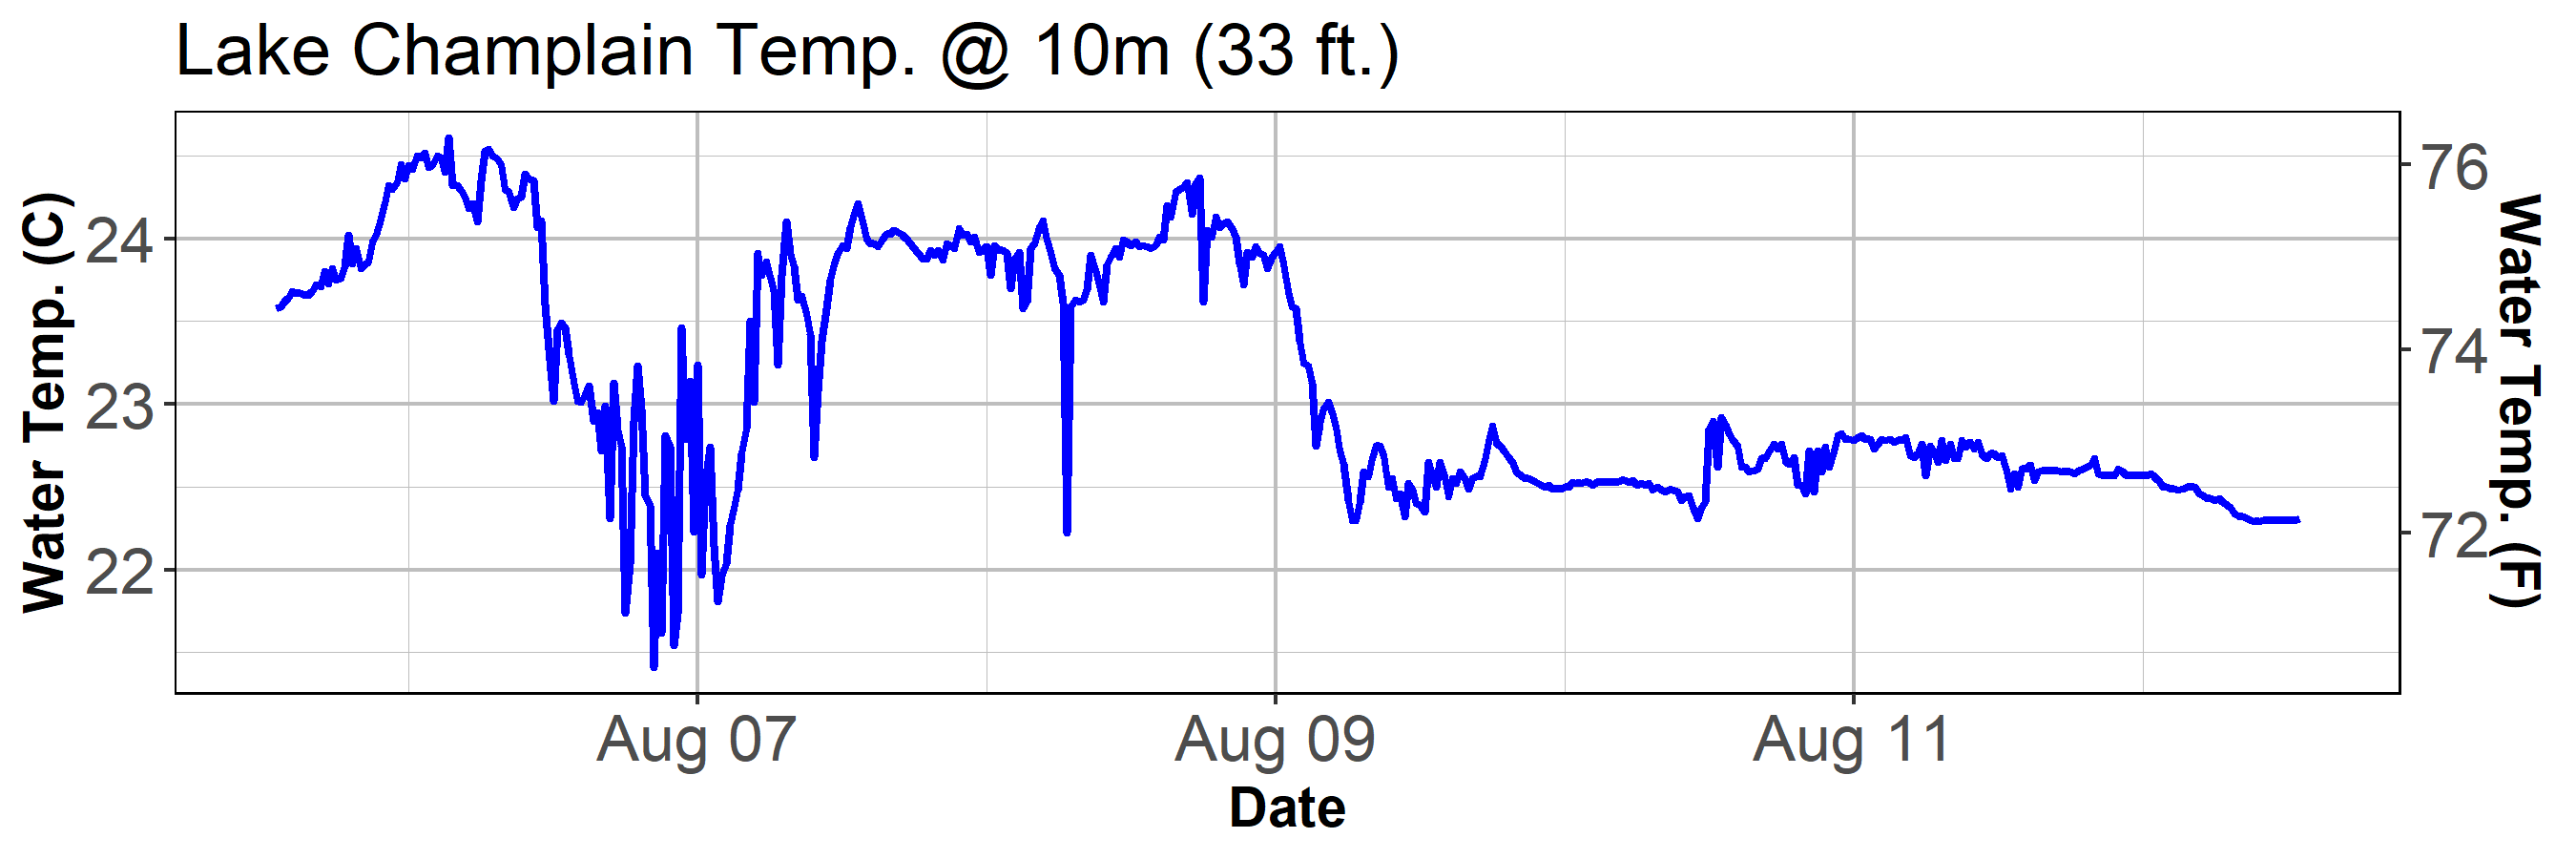 Lake Champlain Temp. @ 10m (33 ft.)
Water Temp. (C)
24
23
22
76
74
72
Water Temp. (F)
Aug 07 Aug 09 Aug 11
Date